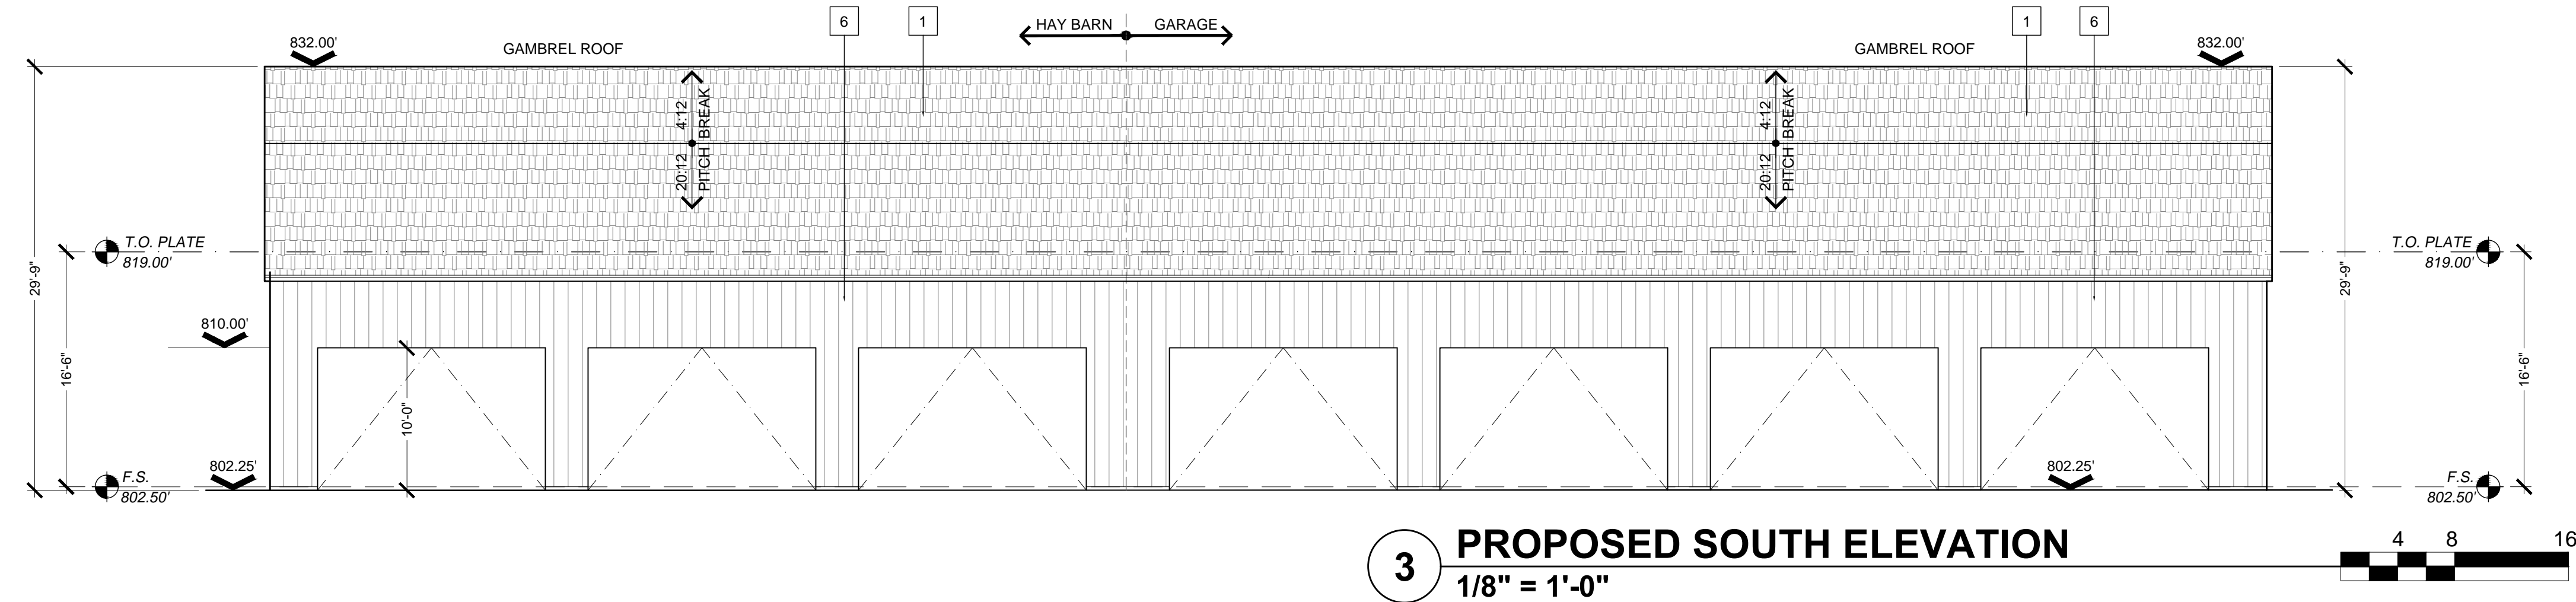 6
1
HAY BARN
GARAGE
1
6
832.00'
GAMBREL ROOF
GAMBREL ROOF
832.00'
4:12
20:12
PITCH BREAK
4:12
20:12
PITCH BREAK
T.O. PLATE
819.00'
T.O. PLATE
819.00'
29'-9"
16'-6"
29'-9"
16'-6"
810.00'
10'-0"
802.25'
802.25'
F.S.
802.50'
F.S.
802.50'
3
PROPOSED SOUTH ELEVATION
1/8" = 1'-0"
4 8 16